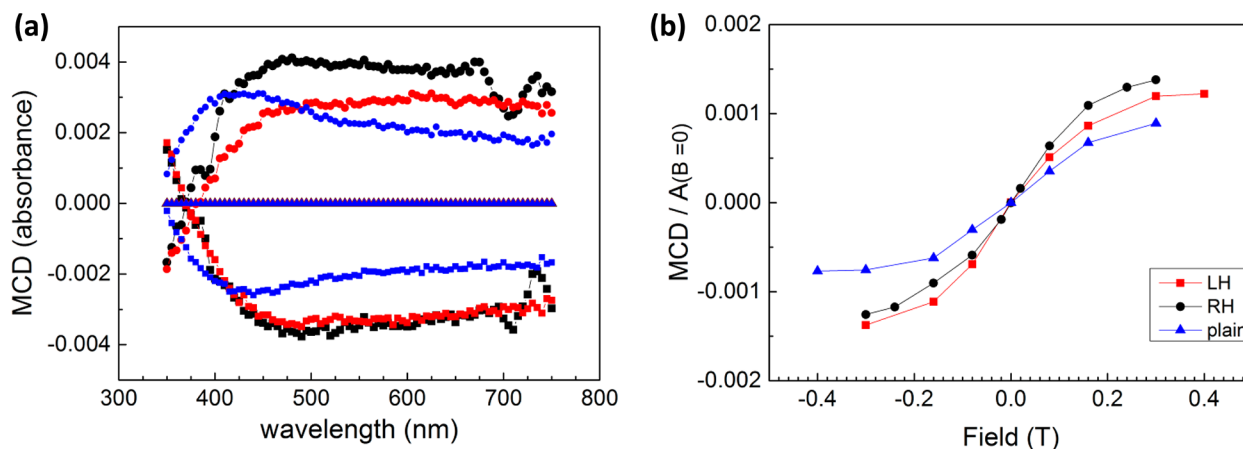 (a)
MCD (absorbance)
0.004
0.002
0.000
-0.002
-0.004
300
400
500
600
700
800
wavelength (nm)
(b)
MCD / A(B =0)
0.002
0.001
0.000
-0.001
-0.002
-0.4
-0.2
0.0
0.2
0.4
Field (T)
LH
RH
plain